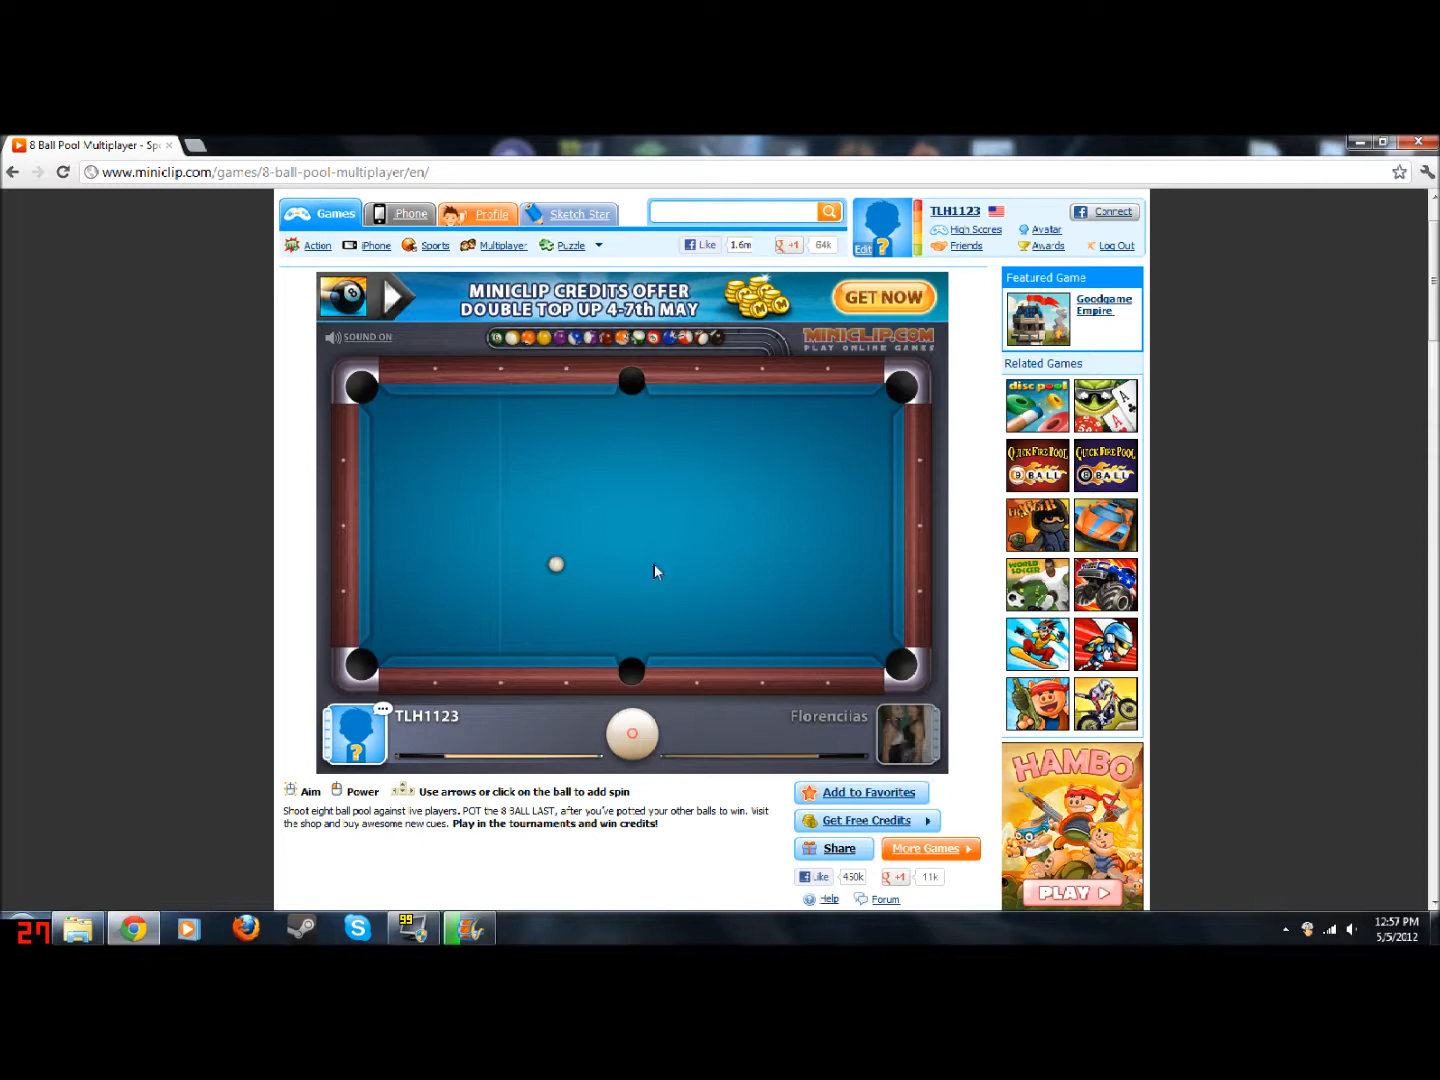 8 Ball Pool Multiplayer - Spo
www.miniclip.com/games/8-ball-pool-multiplayer/en/
Games
Phone
Profile
Sketch Star
TLH1123
Connect
High Scores
Avatar
Edit
Friends
Awards
Log Out
Action
iPhone
Sports
Multiplayer
Puzzle
Like
1.6m
+1
64k
MINICLIP CREDITS OFFER
DOUBLE TOP UP 4-7th MAY
GET NOW
SOUND ON
MINICLIP.COM
PLAY ONLINE GAMES
Featured Game
Goodgame
Empire
Related Games
disc pool
QUICK FIRE POOL
9 BALL
QUICK FIRE POOL
8 BALL
WORLD
SOCCER
TLH1123
Florenciias
Aim
Power
Use arrows or click on the ball to add spin
Shoot eight ball pool against live players. POT the 8 BALL LAST, after you've potted your other balls to win. Visit
the shop and buy awesome new cues. Play in the tournaments and win credits!
Add to Favorites
Get Free Credits
Share
More Games
Like
450k
+1
11k
Help
Forum
HAMBO
PLAY
27
99
12:57 PM
5/5/2012